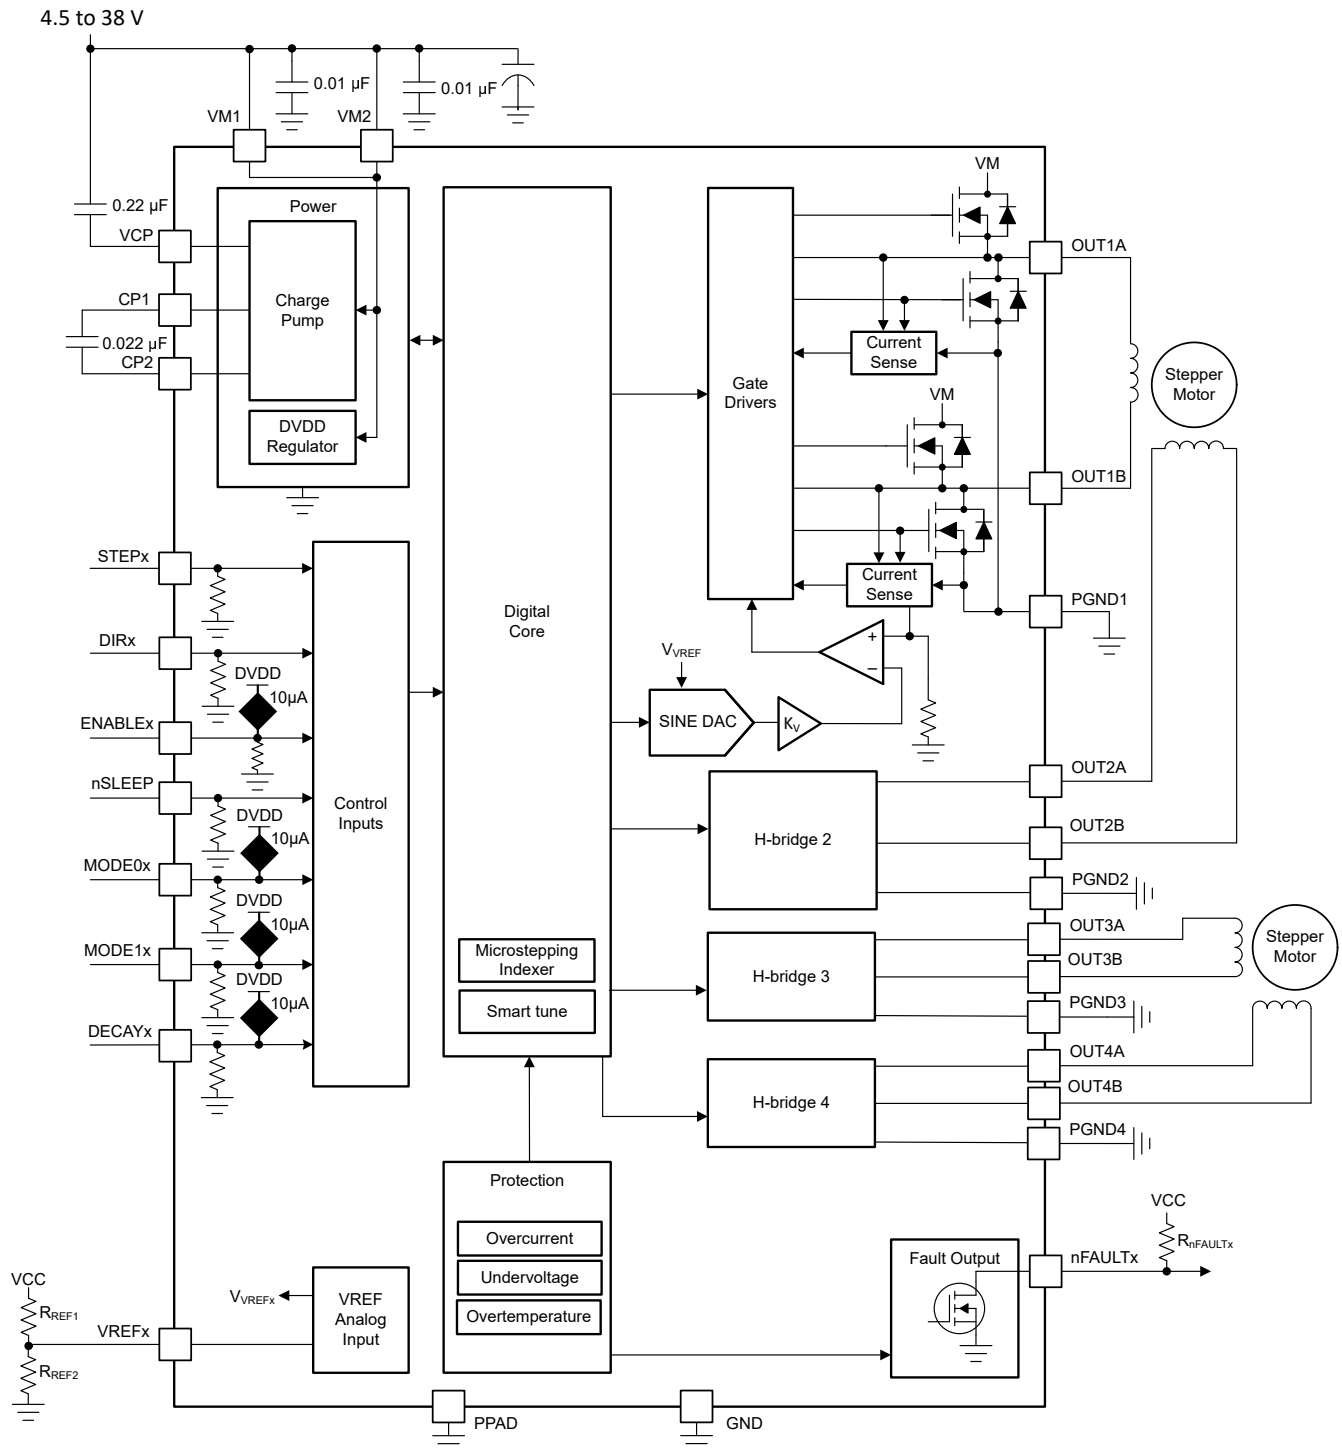 4.5 to 38 V
0.01 µF
0.01 µF
VM1
VM2
VM
0.22 µF
Power
VCP
OUT1A
CP1
Charge
Pump
0.022 µF
CP2
Current
Sense
Gate
Drivers
Stepper
Motor
VM
DVDD
Regulator
OUT1B
STEPx
Current
Sense
PGND1
Digital
Core
DIRx
+
–
VVREF
DVDD
10µA
ENABLEx
SINE DAC
KV
OUT2A
nSLEEP
Control
Inputs
DVDD
10µA
H-bridge 2
OUT2B
MODE0x
PGND2
DVDD
10µA
OUT3A
Stepper
Motor
MODE1x
Microstepping
Indexer
H-bridge 3
OUT3B
DVDD
10µA
Smart tune
PGND3
DECAYx
OUT4A
OUT4B
H-bridge 4
PGND4
Protection
VCC
Overcurrent
RnFAULTx
Fault Output
nFAULTx
Undervoltage
VCC
VVREFx
VREF
Analog
Input
Overtemperature
RREF1
VREFx
RREF2
PPAD
GND